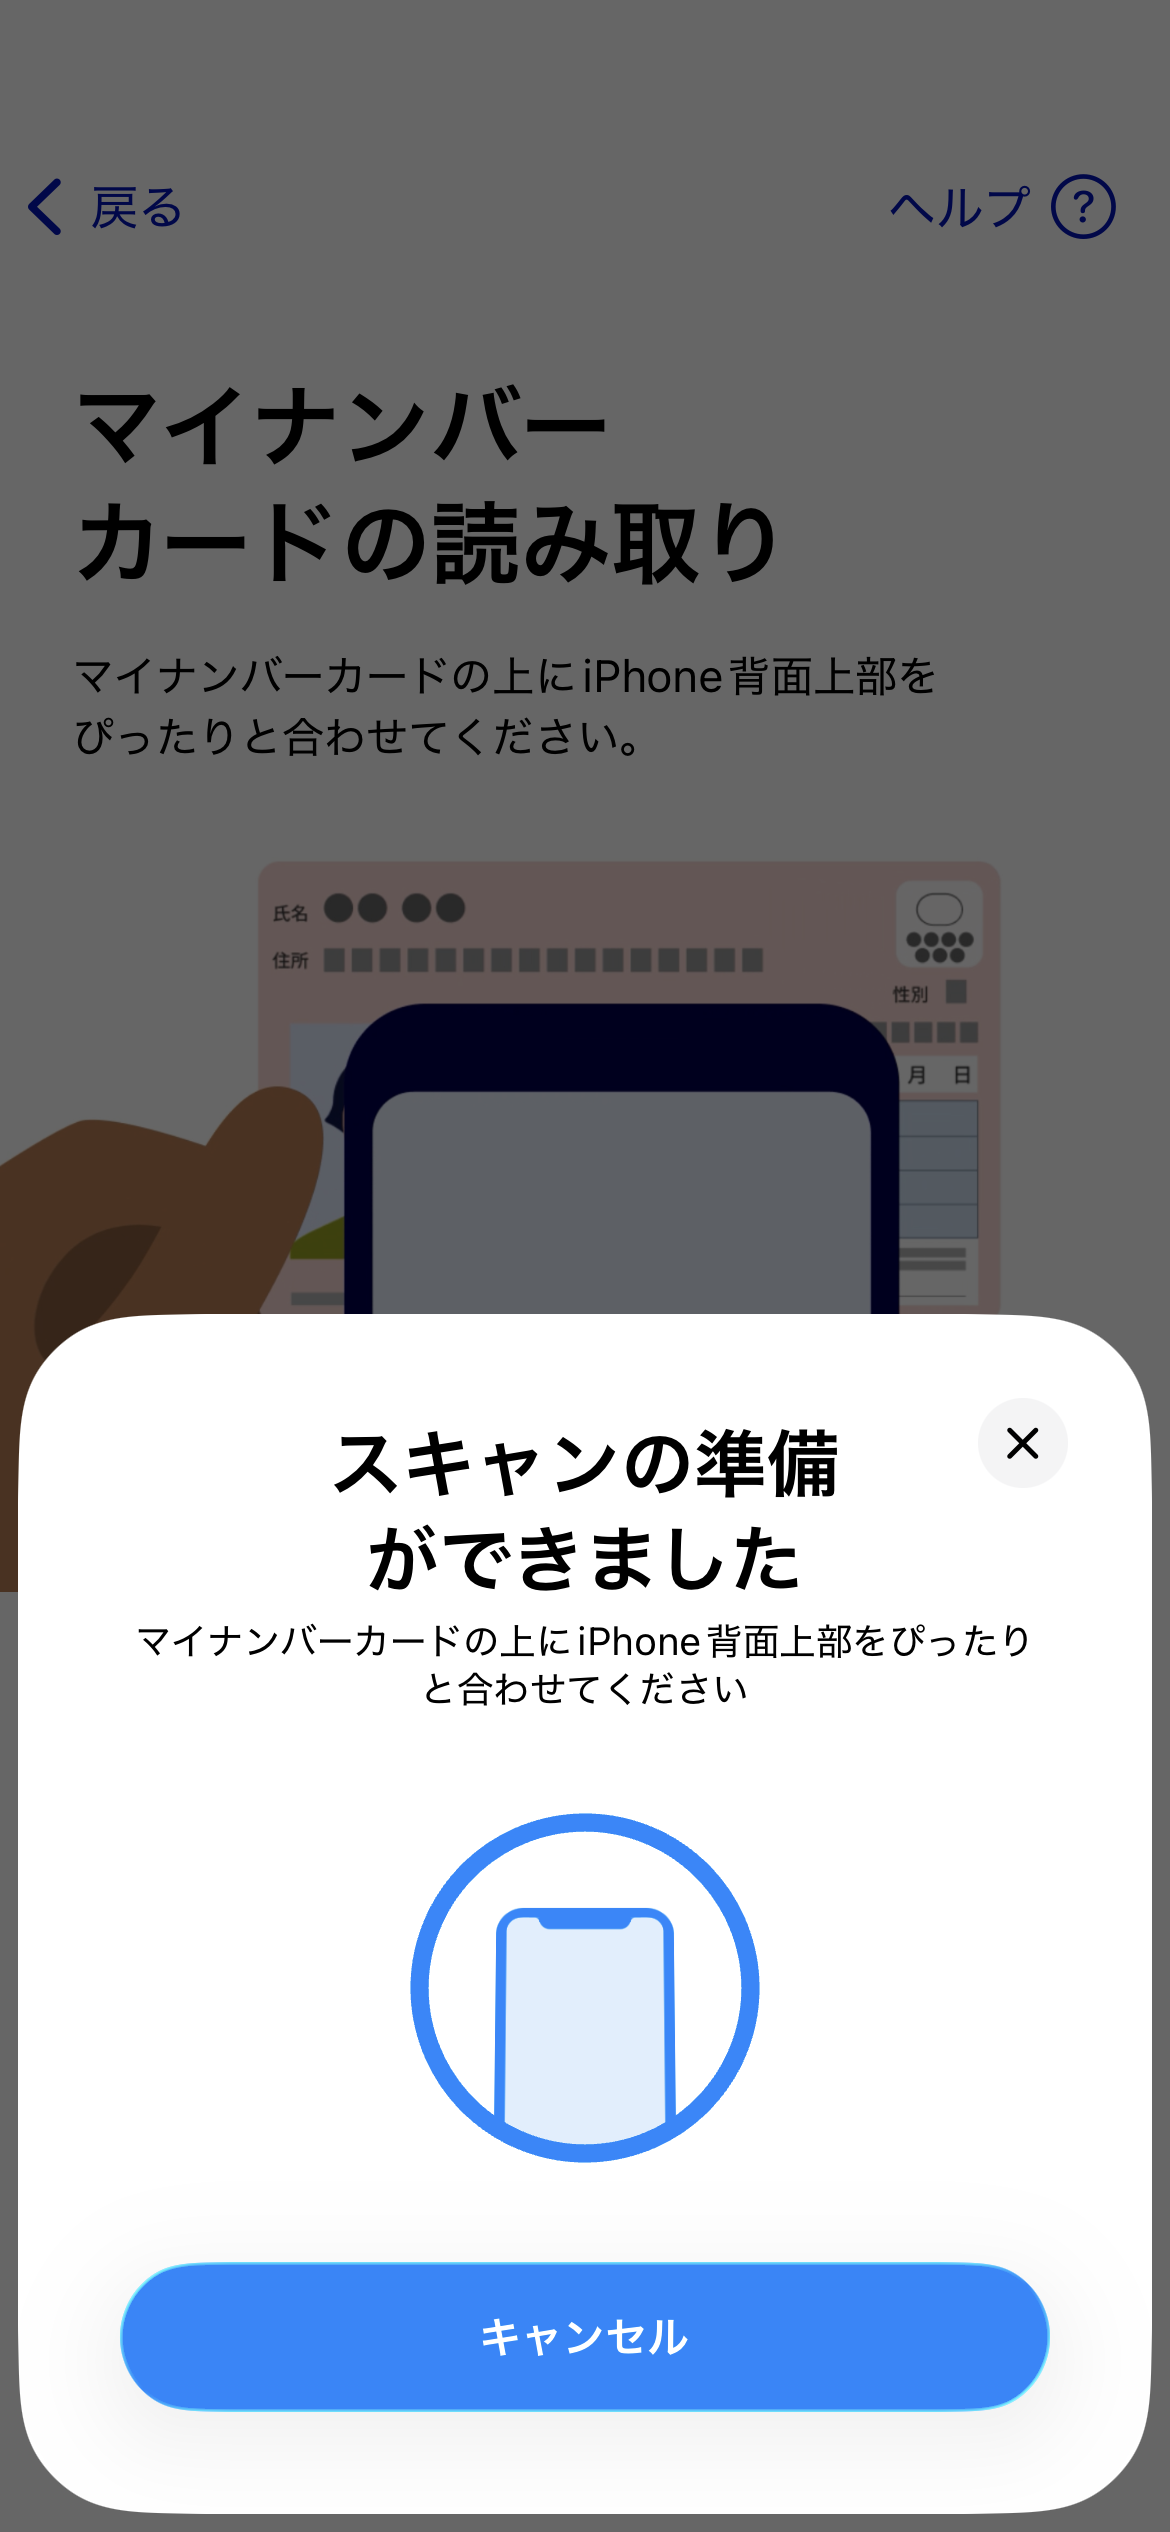 戻る
ヘルプ ?
マイナンバー
カードの読み取り
マイナンバーカードの上にiPhone背面上部を
ぴったりと合わせてください。
氏名
住所
性別
月 日
スキャンの準備
ができました
マイナンバーカードの上にiPhone背面上部をぴったり
と合わせてください
キャンセル